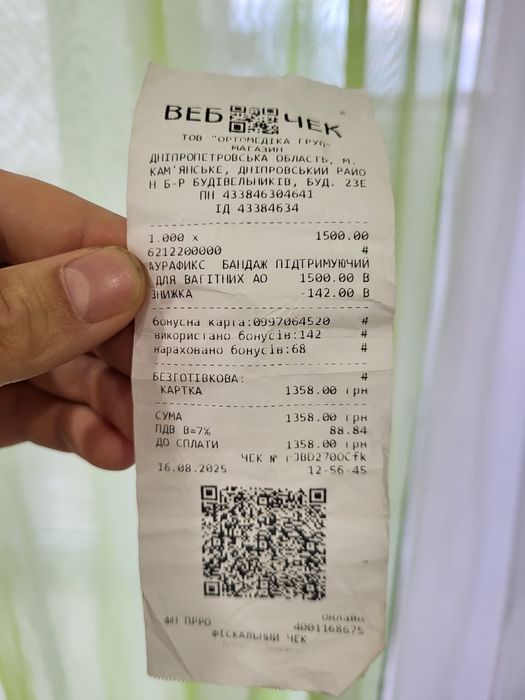 ВЕБ ЧЕК
ТОВ "ОРТОМЕДІКА ГРУП"
МАГАЗИН
ДНІПРОПЕТРОВСЬКА ОБЛАСТЬ, м.
КАМ'ЯНСЬКЕ, ДНІПРОВСЬКИЙ РАЙО
Н Б-Р БУДІВЕЛЬНИКІВ, БУД. 23Е
ПН 433846304641
ІД 43384634
1.000 x 1500.00
6212200000 #
АУРАФИКС БАНДАЖ ПІДТРИМУЮЧИЙ
ДЛЯ ВАГІТНИХ АО 1500.00 В
ЗНИЖКА -142.00 В
бонусна карта:0997064520 #
використано бонусів:142 #
нараховано бонусів:68 #
БЕЗГОТІВКОВА: #
КАРТКА 1358.00 грн
СУМА 1358.00 грн
ПДВ В=7% 88.84
ДО СПЛАТИ 1358.00 грн
ЧЕК №
16.08.2025 12-56-45
онлайн
ФН ПРРО 4001168675
ФІСКАЛЬНИЙ ЧЕК